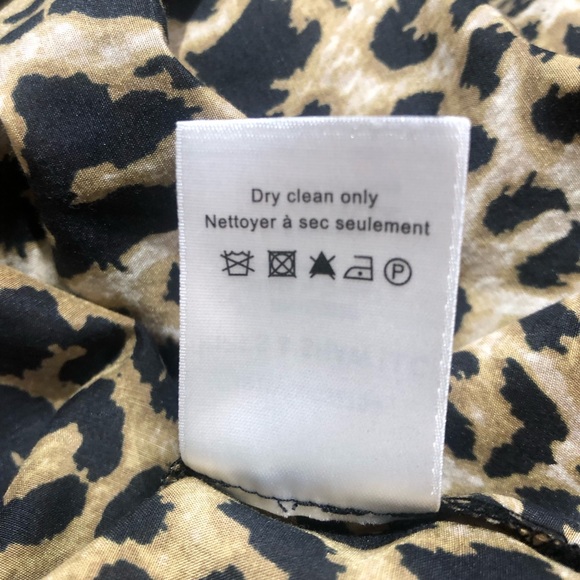 Dry clean only
Nettoyer à sec seulement
P